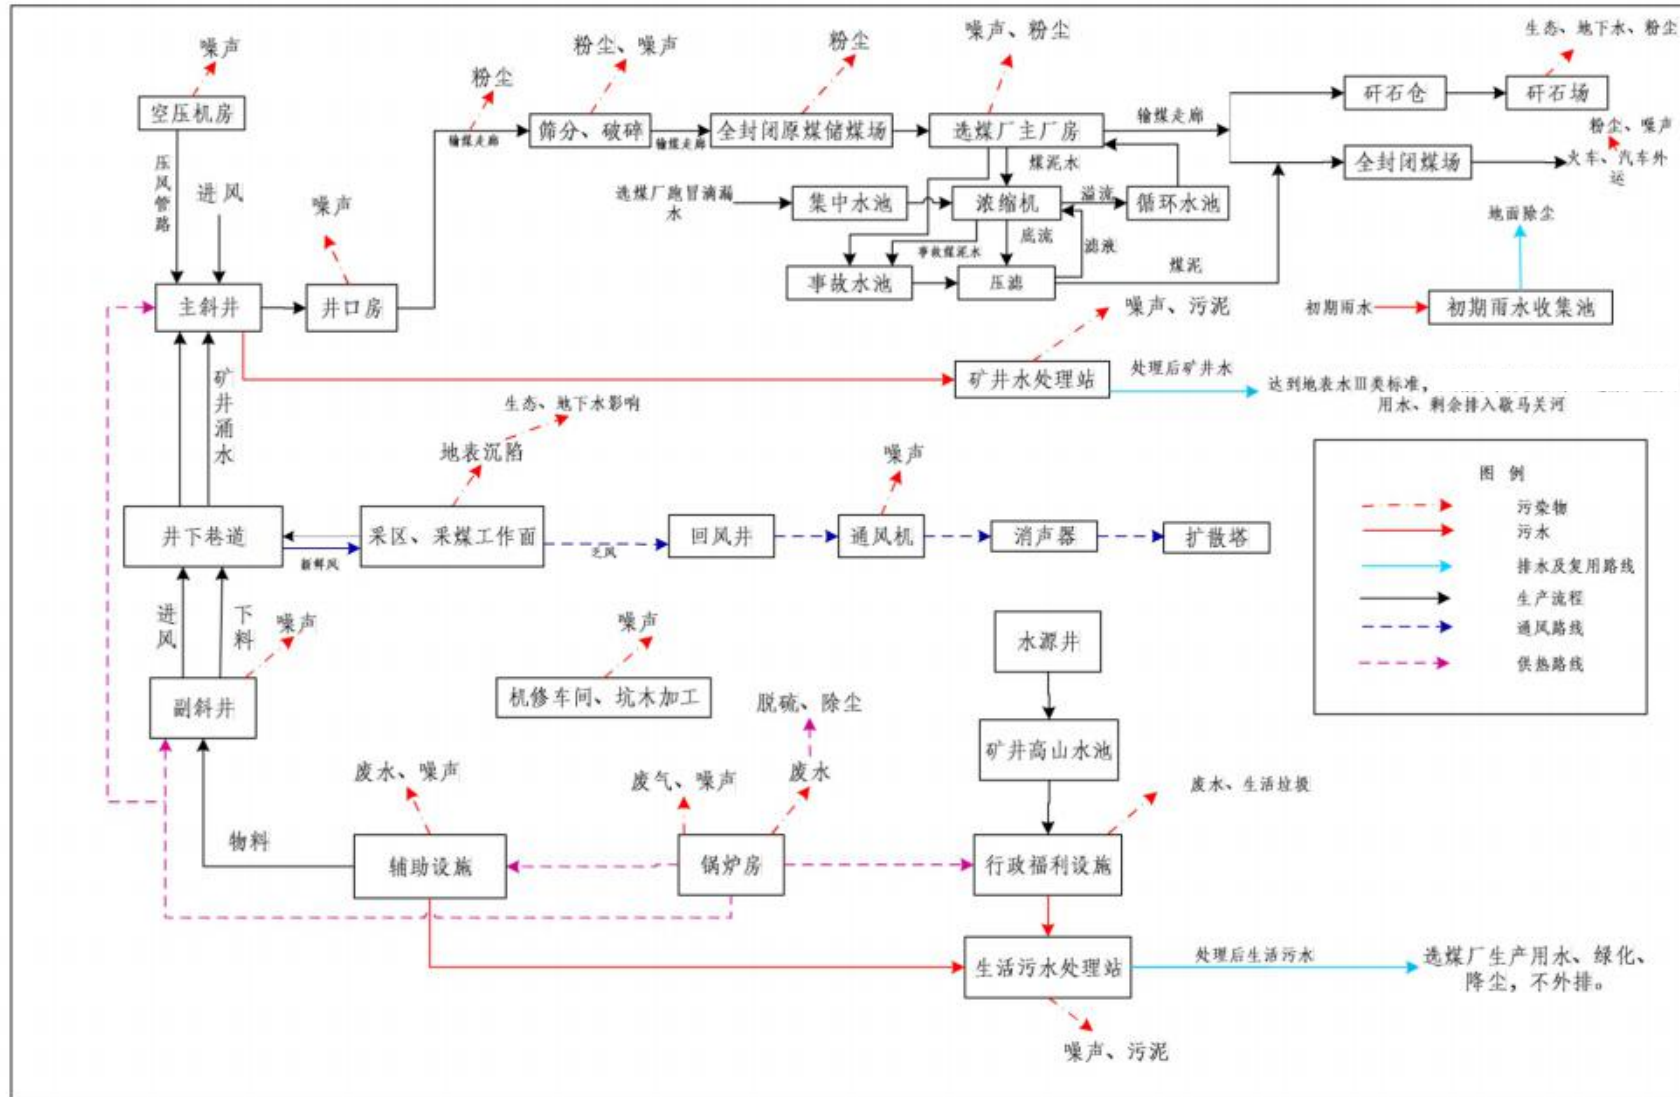 噪声
粉尘、噪声
粉尘
噪声、粉尘
生态、地下水、粉尘
粉尘
空压机房
筛分、破碎
全封闭原煤储煤场
选煤厂主厂房
矸石仓
矸石场
输煤走廊
输煤走廊
输煤走廊
粉尘、噪声
压风管路
进风
噪声
煤泥水
全封闭煤场
火车、汽车外
运
选煤厂跑冒滴漏
水
集中水池
浓缩机
溢流
循环水池
地面除尘
事故煤泥水
底流
滤液
煤泥
事故水池
压滤
主斜井
井口房
噪声、污泥
初期雨水
初期雨水收集池
矿井涌水
矿井水处理站
处理后矿井水
达到地表水Ⅲ类标准，
用水、剩余排入歇马关河
生态、地下水影响
地表沉陷
噪声
图 例
污染物
污水
排水及复用路线
生产流程
通风路线
供热路线
井下巷道
新鲜风
采区、采煤工作面
乏风
回风井
通风机
消声器
扩散塔
进风
下料
噪声
噪声
水源井
副斜井
机修车间、坑木加工
脱硫、除尘
矿井高山水池
废水、噪声
废气、噪声
废水
废水、生活垃圾
物料
辅助设施
锅炉房
行政福利设施
生活污水处理站
处理后生活污水
选煤厂生产用水、绿化、
降尘，不外排。
噪声、污泥